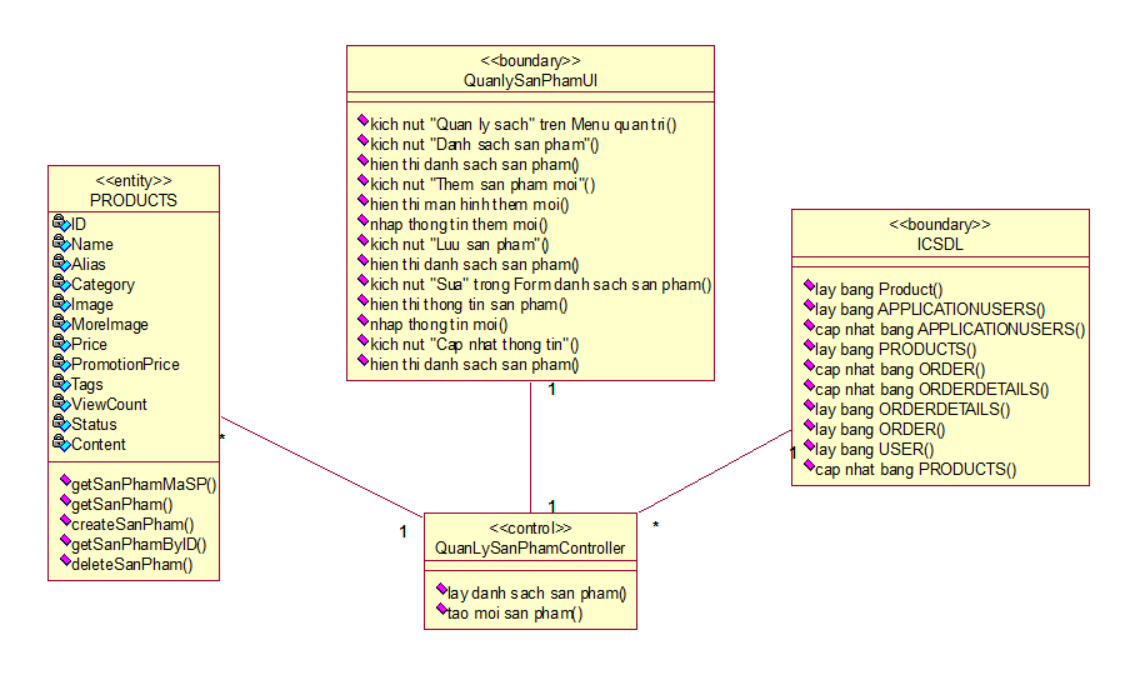 <<boundary>>
QuanlySanPhamUI
kich nut "Quan ly sach" tren Menu quan tri()
kich nut "Danh sach san pham"()
hien thi danh sach san pham()
kich nut "Them san pham moi"()
hien thi man hinh them moi()
nhap thong tin them moi()
kich nut "Luu san pham"()
hien thi danh sach san pham()
kich nut "Sua" trong Form danh sach san pham()
hien thi thong tin san pham()
nhap thong tin moi()
kich nut "Cap nhat thong tin"()
hien thi danh sach san pham()
1
<<entity>>
PRODUCTS
ID
Name
Alias
Category
Image
MoreImage
Price
PromotionPrice
Tags
ViewCount
Status
Content
getSanPhamMaSP()
getSanPham()
createSanPham()
getSanPhamByID()
deleteSanPham()
*
<<boundary>>
ICSDL
lay bang Product()
lay bang APPLICATIONUSERS()
cap nhat bang APPLICATIONUSERS()
lay bang PRODUCTS()
cap nhat bang ORDER()
cap nhat bang ORDERDETAILS()
lay bang ORDERDETAILS()
lay bang ORDER()
lay bang USER()
cap nhat bang PRODUCTS()
1
1
1
*
<<control>>
QuanLySanPhamController
lay danh sach san pham()
tao moi san pham()